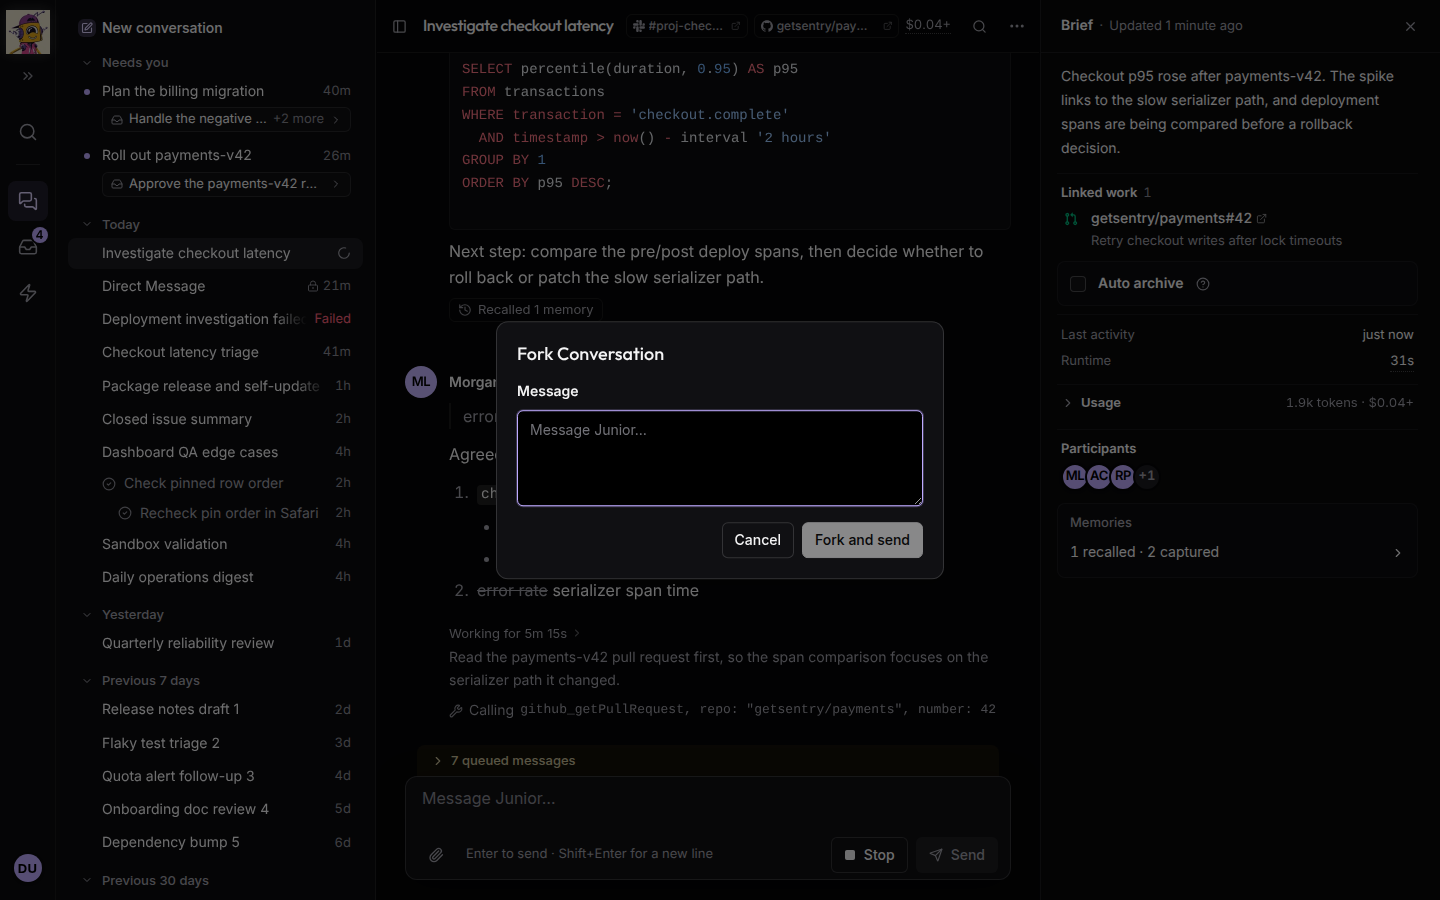 New conversation
Needs you
Plan the billing migration 40m
Handle the negative ... +2 more
Roll out payments-v42 26m
Approve the payments-v42 r...
4
Today
Investigate checkout latency
Direct Message 21m
Deployment investigation faile Failed
Checkout latency triage 41m
Package release and self-update 1h
Closed issue summary 2h
Dashboard QA edge cases 4h
Check pinned row order 2h
Recheck pin order in Safari 2h
Sandbox validation 4h
Daily operations digest 4h
Yesterday
Quarterly reliability review 1d
Previous 7 days
Release notes draft 1 2d
Flaky test triage 2 3d
Quota alert follow-up 3 4d
Onboarding doc review 4 5d
Dependency bump 5 6d
Previous 30 days
DU
Investigate checkout latency #proj-chec... getsentry/pay... $0.04+
SELECT percentile(duration, 0.95) AS p95
FROM transactions
WHERE transaction = 'checkout.complete'
AND timestamp > now() - interval '2 hours'
GROUP BY 1
ORDER BY p95 DESC;
Next step: compare the pre/post deploy spans, then decide whether to
roll back or patch the slow serializer path.
Recalled 1 memory
ML Morgan
Agreed
1.
2. error rate serializer span time
Working for 5m 15s
Read the payments-v42 pull request first, so the span comparison focuses on the
serializer path it changed.
Calling github_getPullRequest, repo: "getsentry/payments", number: 42
7 queued messages
Message Junior...
Enter to send · Shift+Enter for a new line
Stop
Send
Fork Conversation
Message
Message Junior...
Cancel
Fork and send
Brief · Updated 1 minute ago
Checkout p95 rose after payments-v42. The spike
links to the slow serializer path, and deployment
spans are being compared before a rollback
decision.
Linked work 1
getsentry/payments#42
Retry checkout writes after lock timeouts
Auto archive
Last activity just now
Runtime 31s
Usage 1.9k tokens · $0.04+
Participants
ML AC RP +1
Memories
1 recalled · 2 captured